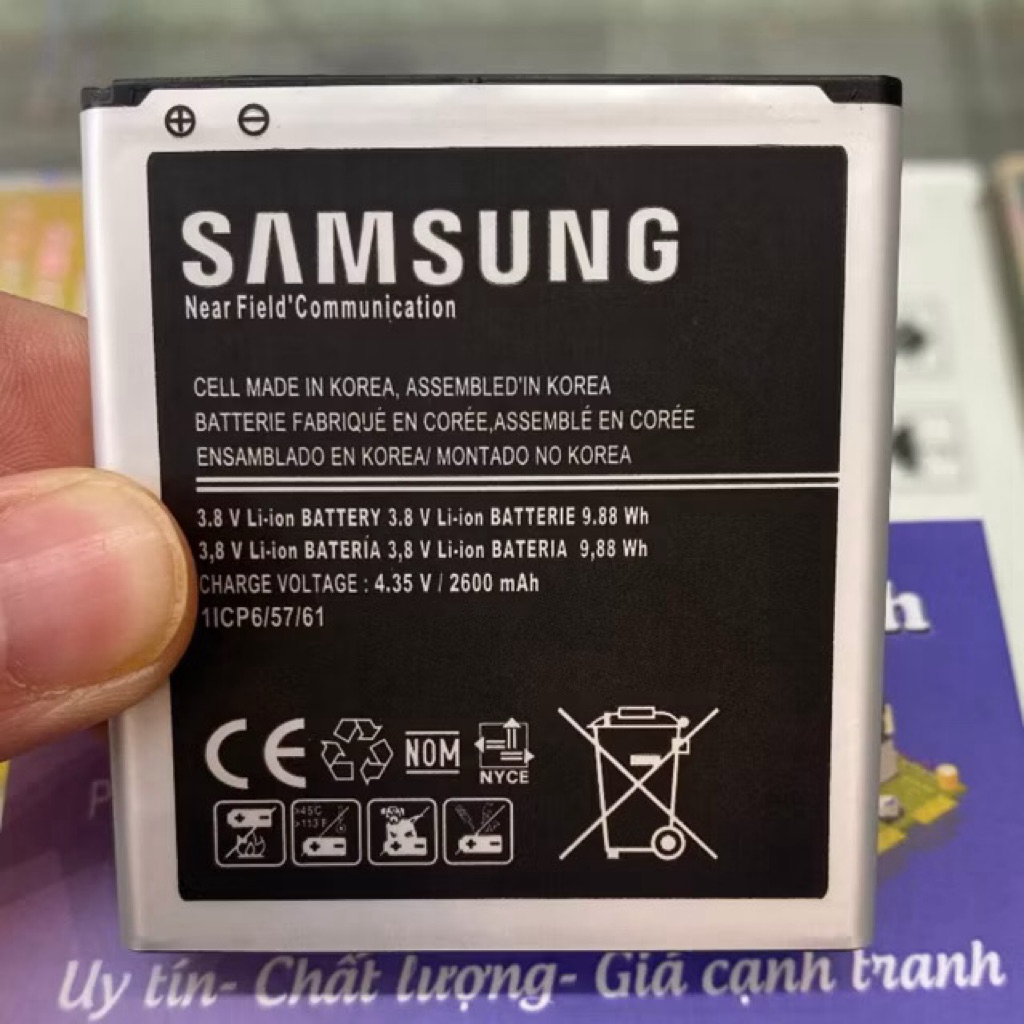 ⊕ ⊖
SAMSUNG
Near Field'Communication
CELL MADE IN KOREA, ASSEMBLED'IN KOREA
BATTERIE FABRIQUÉ EN CORÉE,ASSEMBLÉ EN CORÉE
ENSAMBLADO EN KOREA/ MONTADO NO KOREA
3.8 V Li-ion BATTERY 3.8 V Li-ion BATTERIE 9.88 Wh
3,8 V Li-ion BATERÍA 3,8 V Li-ion BATERIA 9,88 Wh
CHARGE VOLTAGE : 4.35 V / 2600 mAh
1ICP6/57/61
CE NOM NYCE
>45C
>113 F
Uy tín- Chất lượng- Giá cạnh tranh